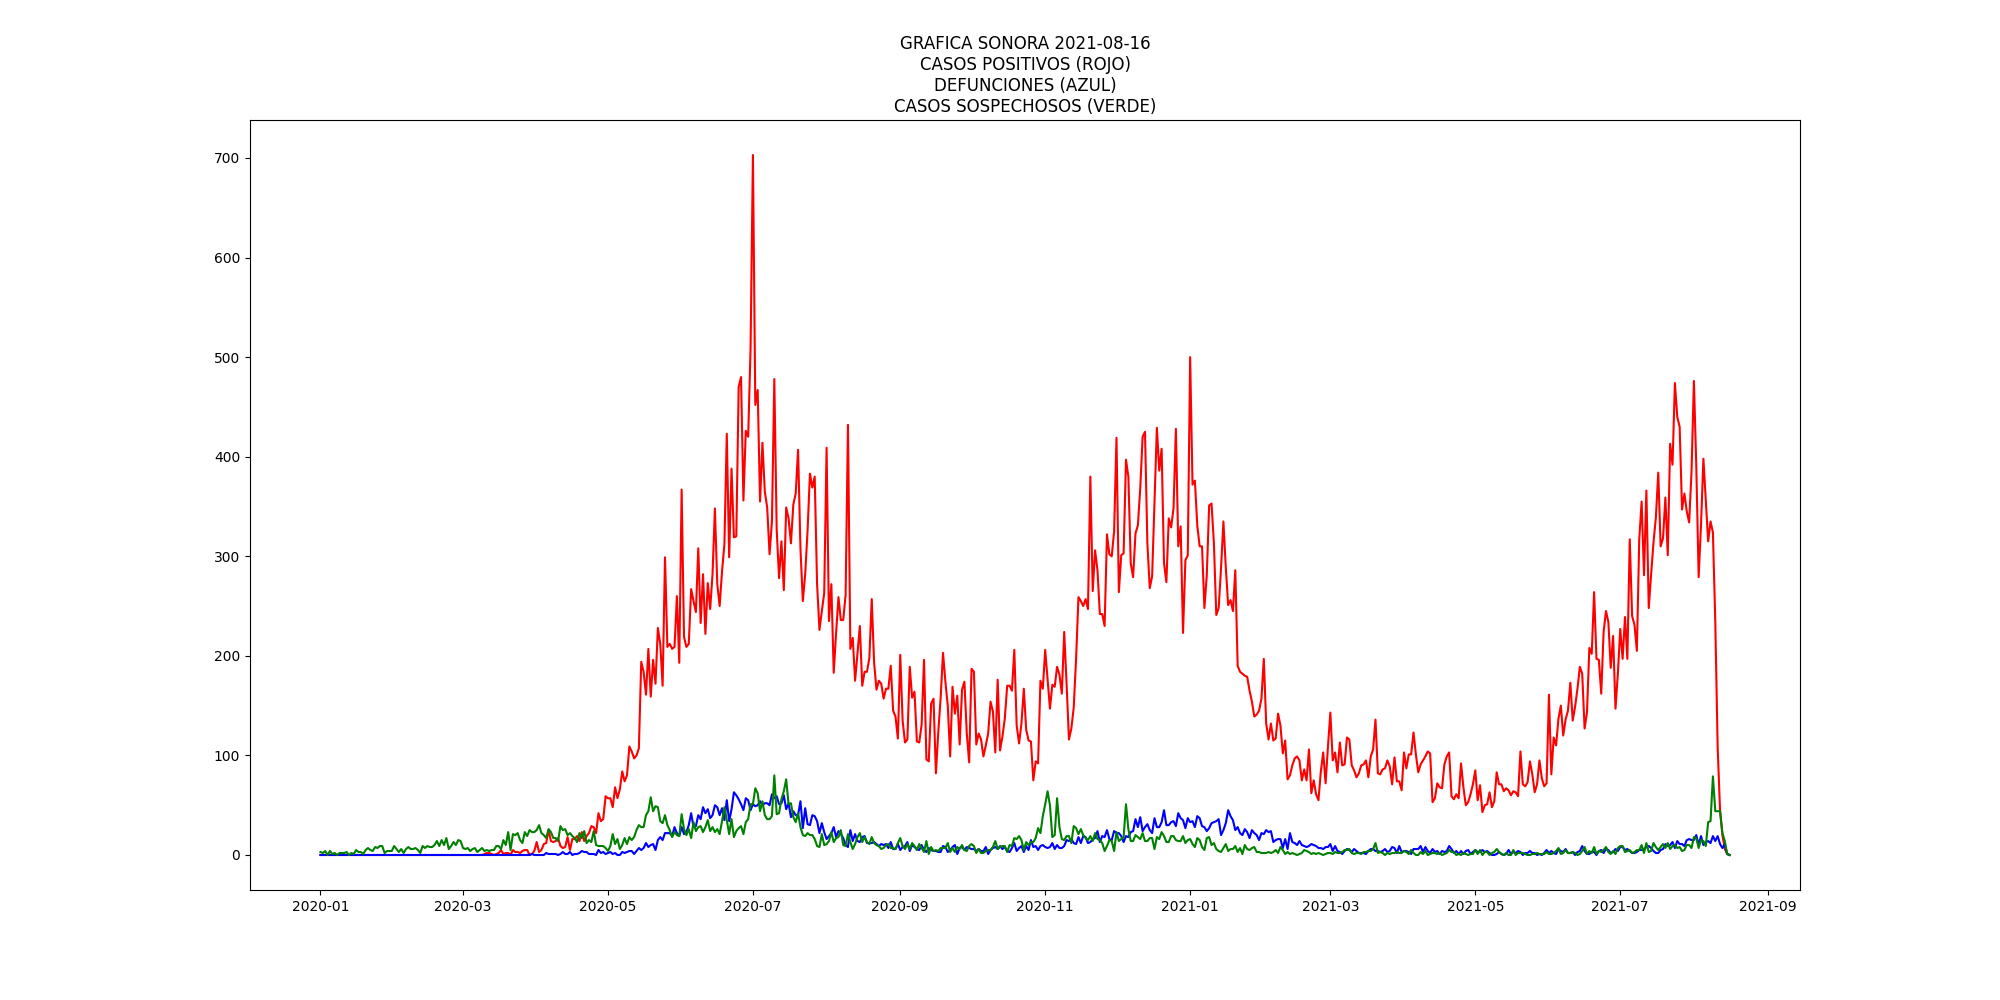 GRAFICA SONORA 2021-08-16
CASOS POSITIVOS (ROJO)
DEFUNCIONES (AZUL)
CASOS SOSPECHOSOS (VERDE)
700
600
500
400
300
200
100
0
2020-01 2020-03 2020-05 2020-07 2020-09 2020-11 2021-01 2021-03 2021-05 2021-07 2021-09